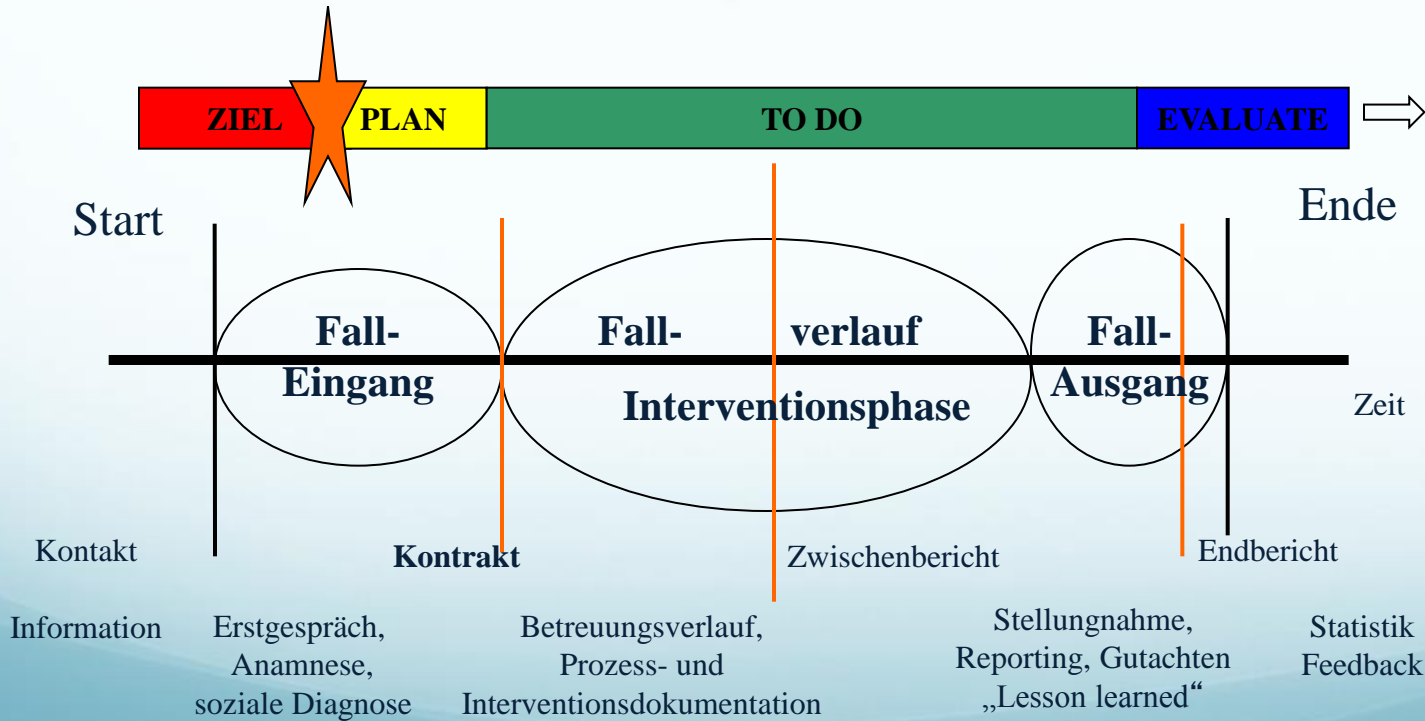 ZIEL PLAN TO DO EVALUATE
Start
Ende
Fall-
Eingang
Fall- verlauf
Interventionsphase
Fall-
Ausgang
Zeit
Kontakt
Kontrakt
Zwischenbericht
Endbericht
Information
Erstgespräch,
Anamnese,
soziale Diagnose
Betreuungsverlauf,
Prozess- und
Interventionsdokumentation
Stellungnahme,
Reporting, Gutachten
„Lesson learned“
Statistik
Feedback